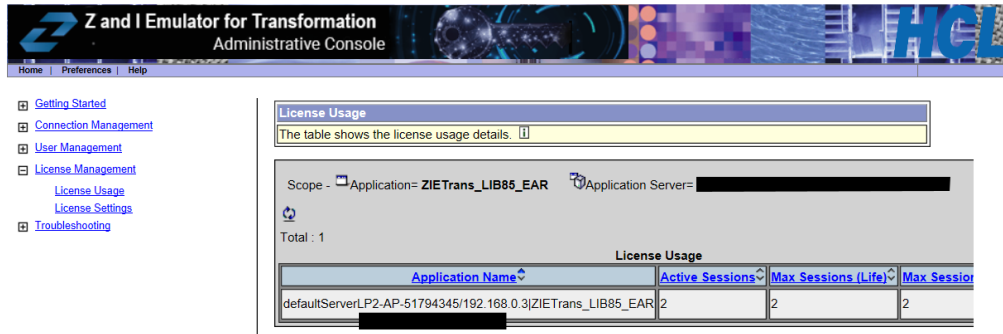 Z and I Emulator for Transformation
Administrative Console
HCL
Home | Preferences | Help
Getting Started
Connection Management
User Management
License Management
License Usage
License Settings
Troubleshooting
License Usage
The table shows the license usage details. i
Scope - Application= ZIETrans_LIB85_EAR Application Server=
Total : 1
License Usage
Application Name Active Sessions Max Sessions (Life)
defaultServerLP2-AP-51794345/192.168.0.3|ZIETrans_LIB85_EAR 2 2 2